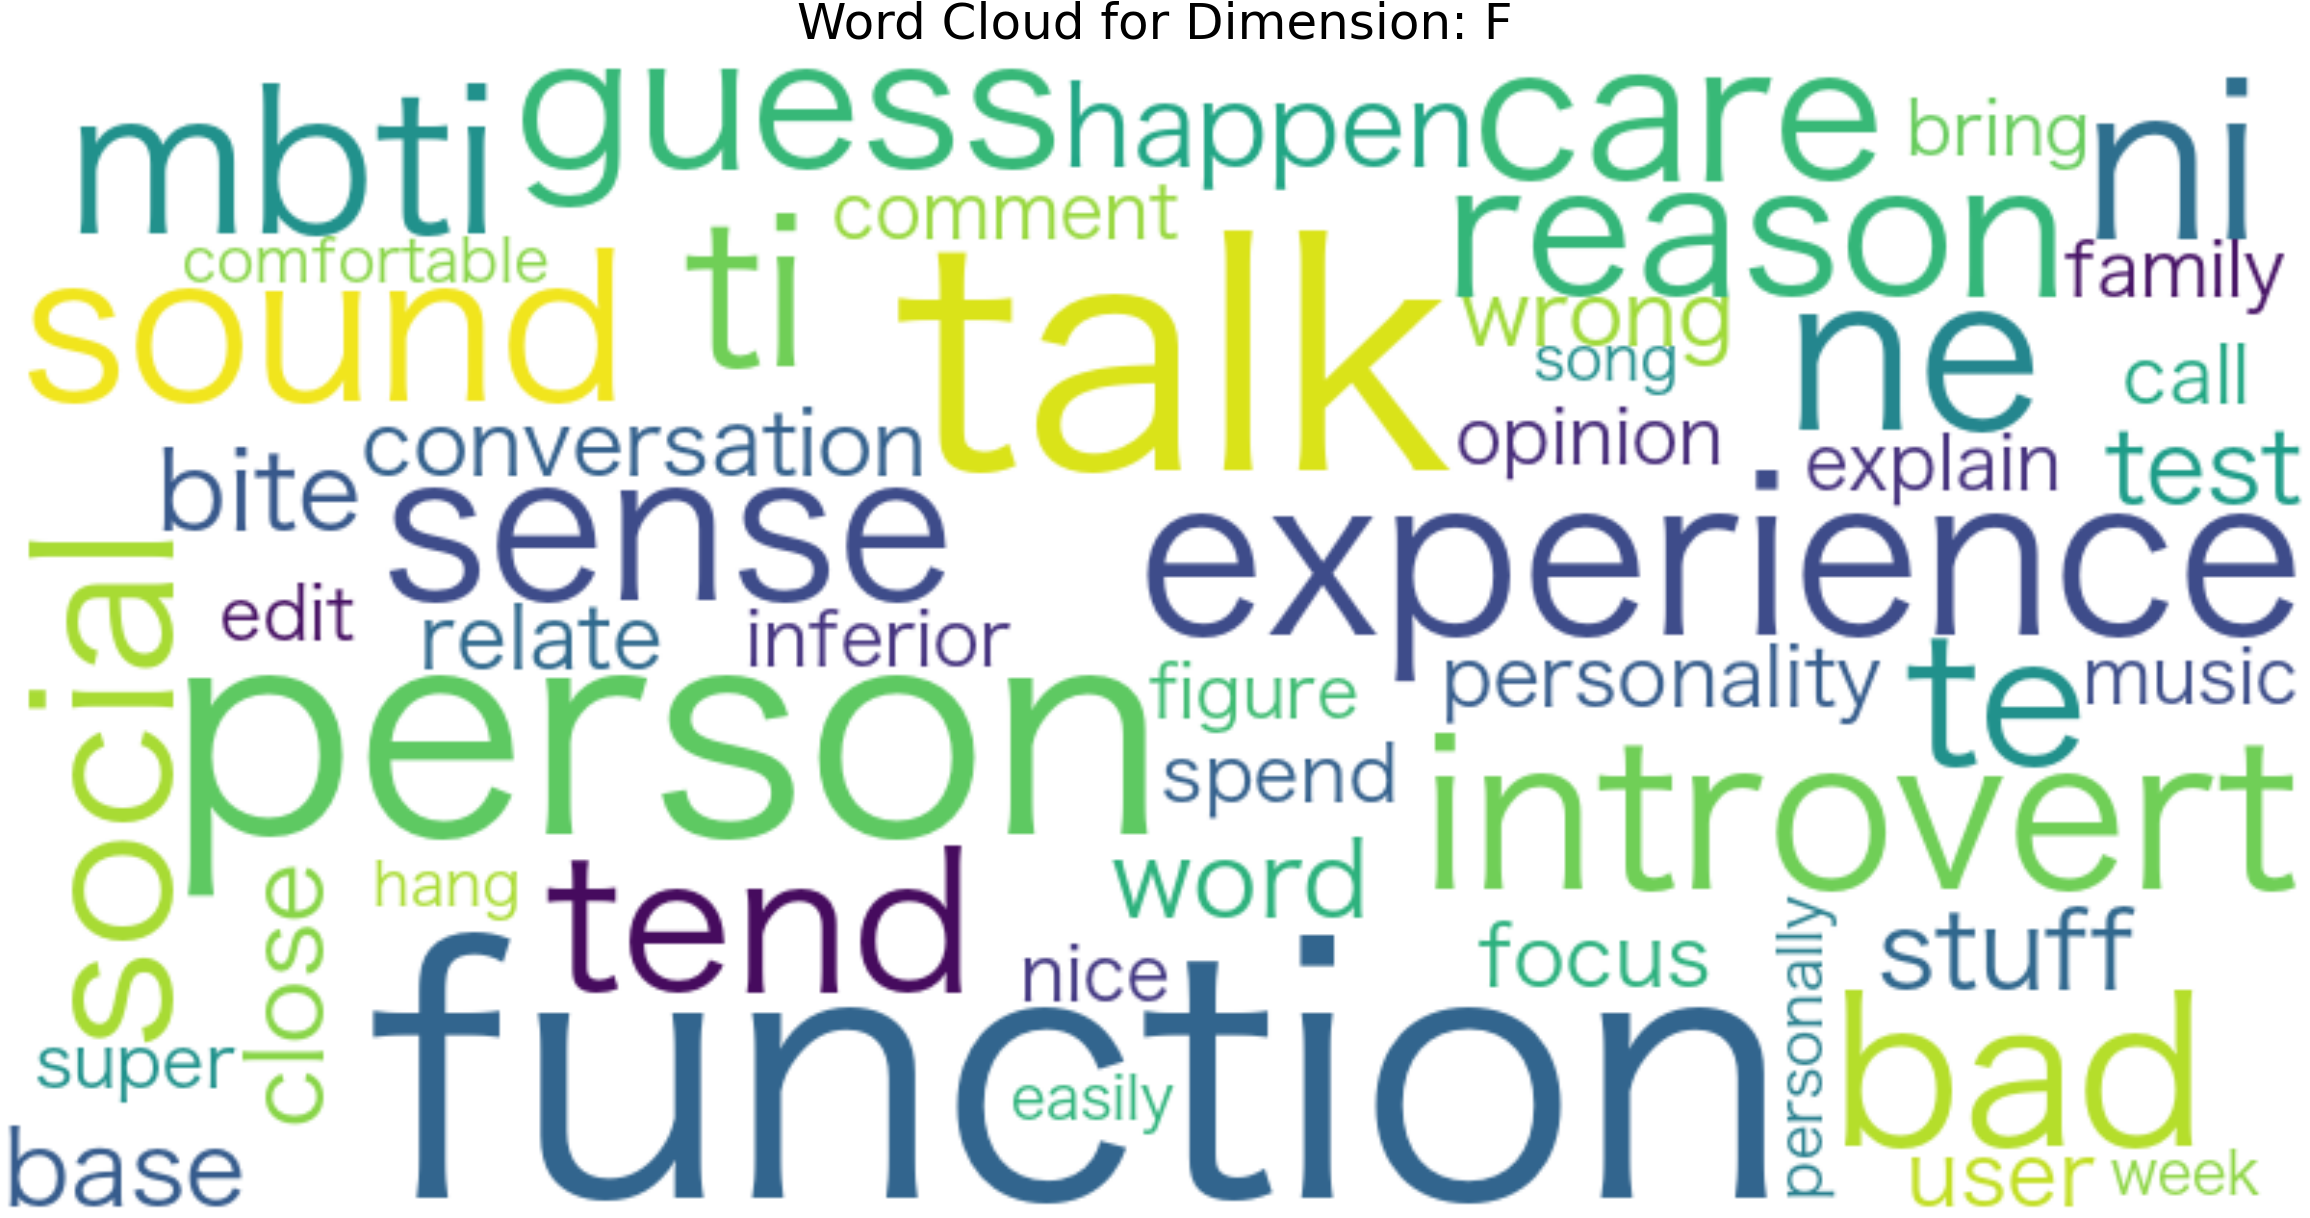 Word Cloud for Dimension: F
mbti
guess
happen
care
bring
ni
comfortable
comment
reason
family
sound
ti
talk
wrong
song
ne
call
conversation
opinion
explain
test
bite
sense
experience
social
edit
relate
inferior
person
figure
personality
te
music
spend
introvert
close
hang
tend
word
personally
nice
focus
stuff
super
function
easily
bad
base
user
week